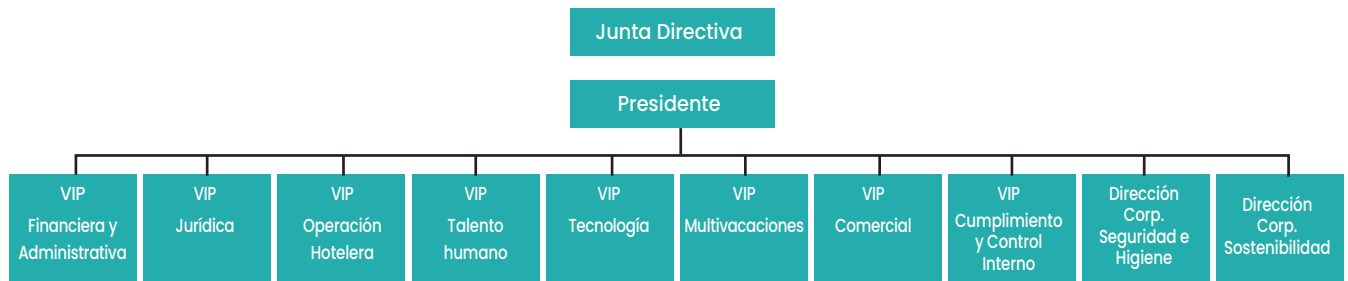 Junta Directiva
Presidente
VIP
Financiera y
Administrativa
VIP
Jurídica
VIP
Operación
Hotelera
VIP
Talento
humano
VIP
Tecnología
VIP
Multivacaciones
VIP
Comercial
VIP
Cumplimiento
y Control
Interno
Dirección
Corp.
Seguridad e
Higiene
Dirección
Corp.
Sostenibilidad